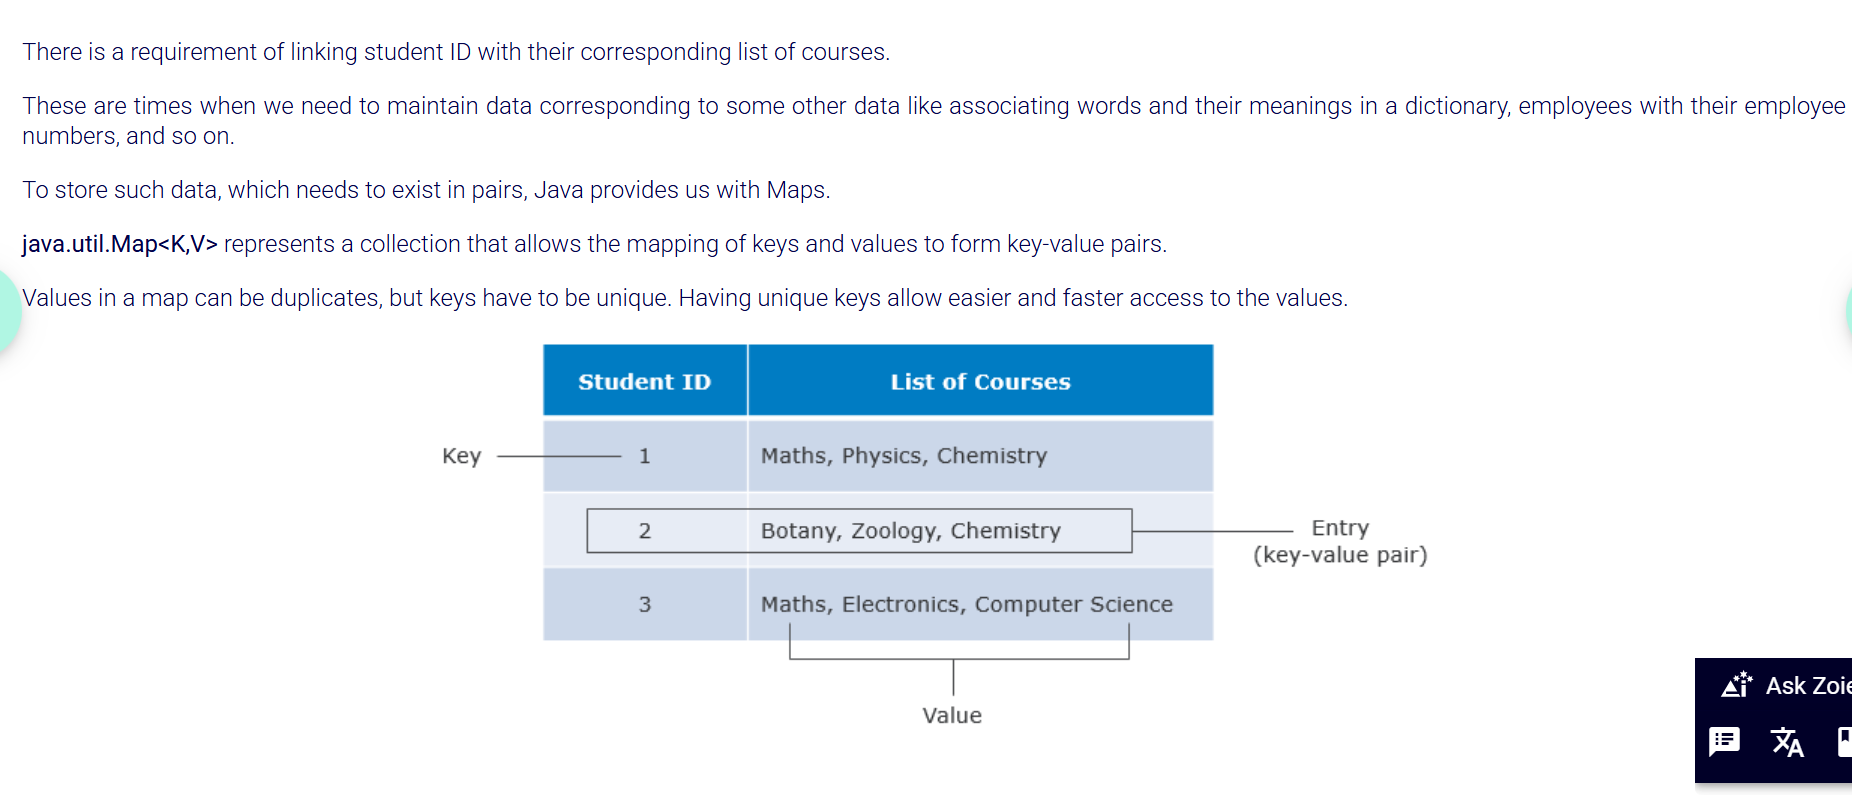 There is a requirement of linking student ID with their corresponding list of courses.
These are times when we need to maintain data corresponding to some other data like associating words and their meanings in a dictionary, employees with their employee
numbers, and so on.
To store such data, which needs to exist in pairs, Java provides us with Maps.
java.util.Map<K,V> represents a collection that allows the mapping of keys and values to form key-value pairs.
Values in a map can be duplicates, but keys have to be unique. Having unique keys allow easier and faster access to the values.
Student ID List of Courses
Key 1 Maths, Physics, Chemistry
2 Botany, Zoology, Chemistry Entry
(key-value pair)
3 Maths, Electronics, Computer Science
Value
Ask Zoie